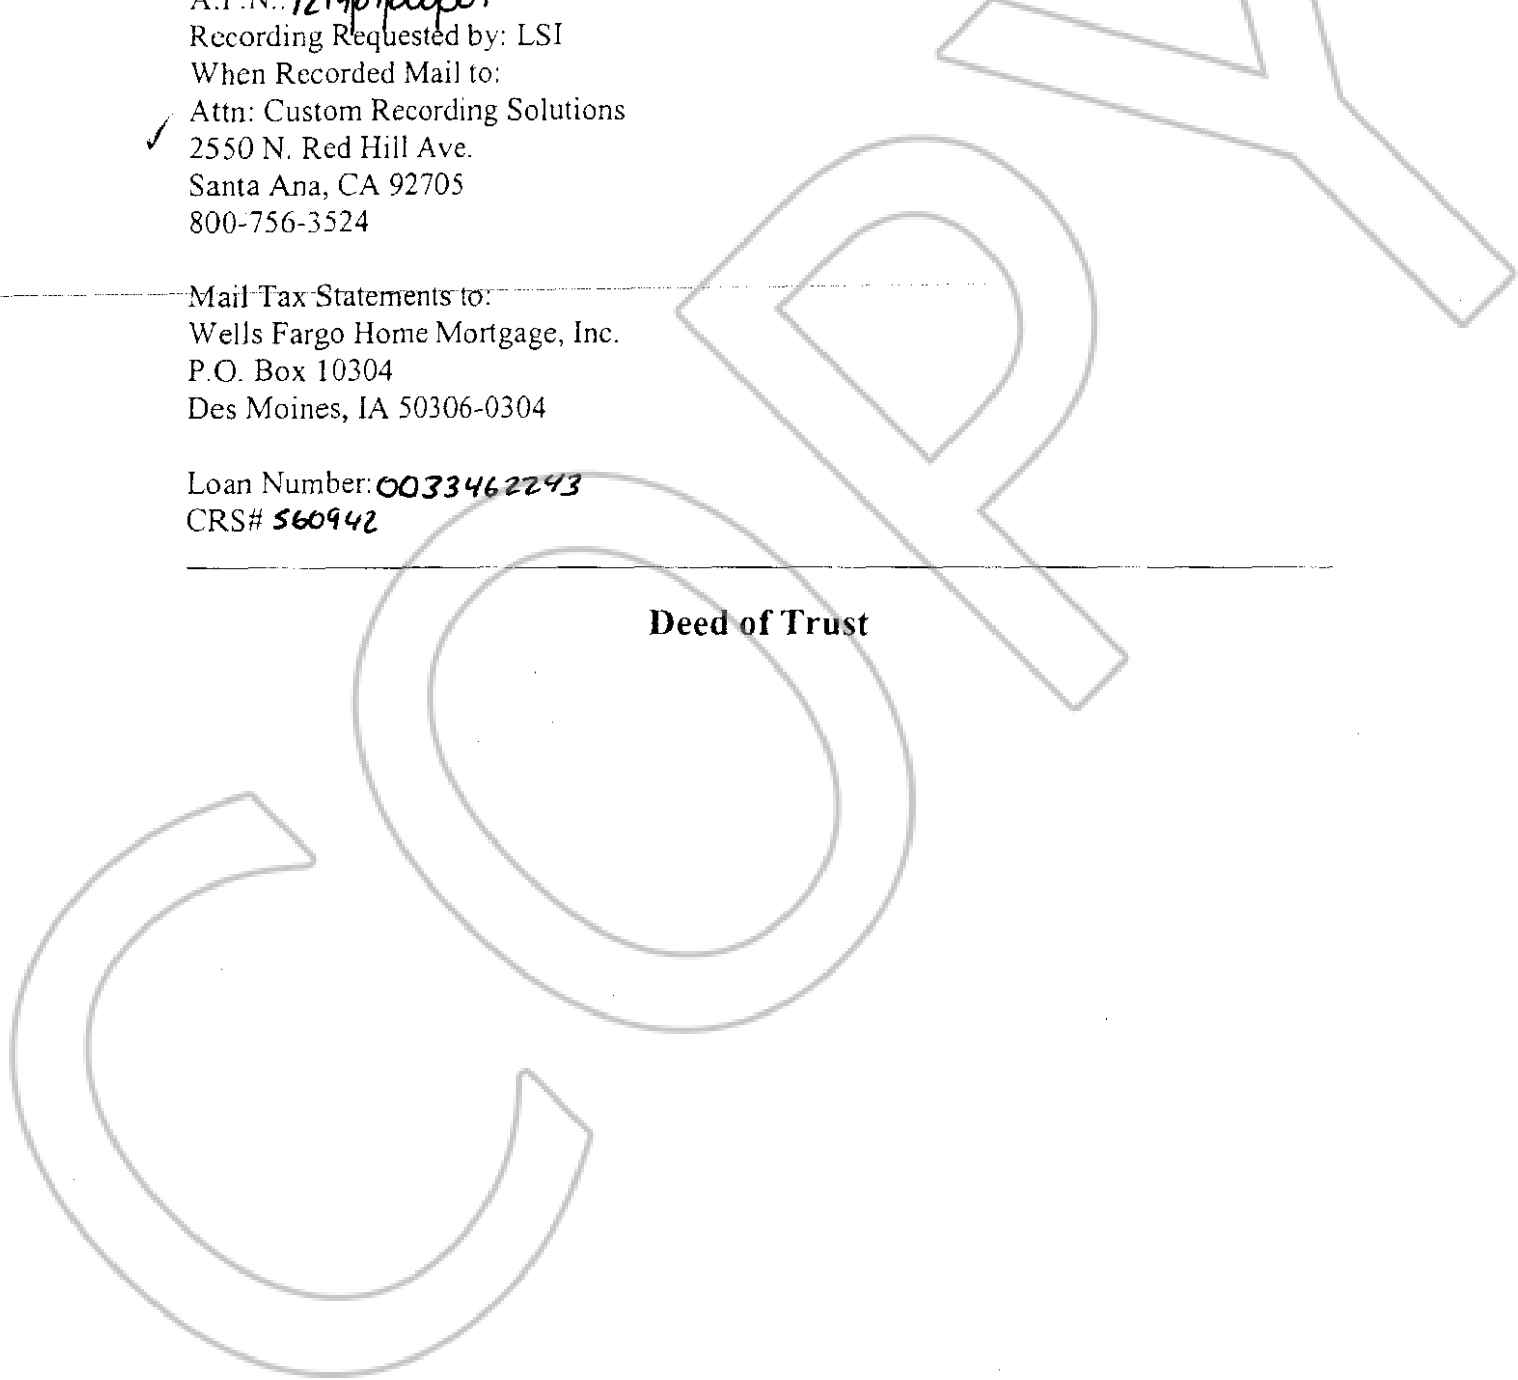 A.P.N.:
Recording Requested by: LSI
When Recorded Mail to:
Attn: Custom Recording Solutions
2550 N. Red Hill Ave.
Santa Ana, CA 92705
800-756-3524
Mail Tax Statements to:
Wells Fargo Home Mortgage, Inc.
P.O. Box 10304
Des Moines, IA 50306-0304
Loan Number: 0033462243
CRS# 560942
Deed of Trust
COPY